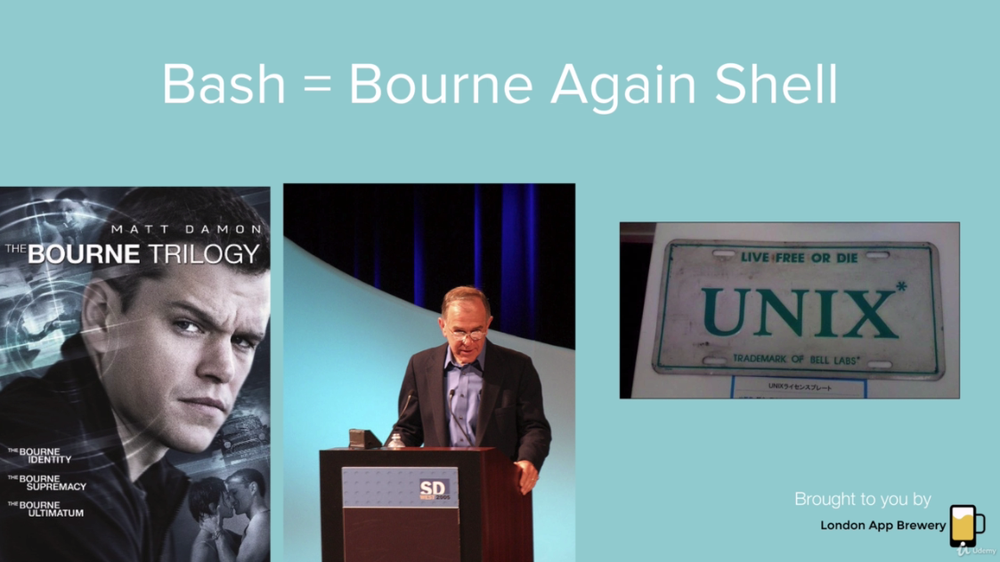 Bash = Bourne Again Shell
MATT DAMON
THE BOURNE TRILOGY
THE BOURNE
IDENTITY
THE BOURNE
SUPREMACY
THE BOURNE
ULTIMATUM
SD
WEST 2005
LIVE FREE OR DIE
UNIX*
TRADEMARK OF BELL LABS*
UNIXライセンスプレート
Brought to you by
London App Brewery
Udemy